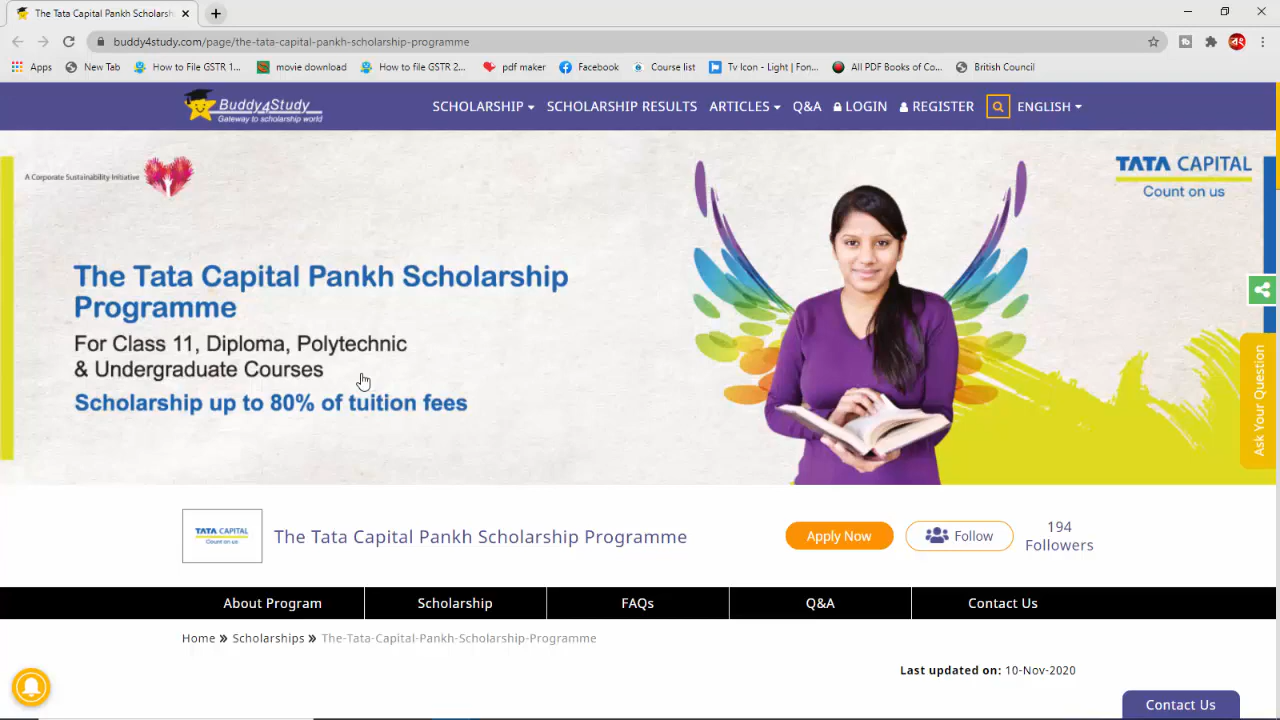 The Tata Capital Pankh Scholarsh
buddy4study.com/page/the-tata-capital-pankh-scholarship-programme
Apps
New Tab
How to File GSTR 1...
movie download
How to file GSTR 2...
pdf maker
Facebook
Course list
Tv Icon - Light | Fon...
All PDF Books of Co...
British Council
Buddy4Study
Gateway to scholarship world
SCHOLARSHIP
SCHOLARSHIP RESULTS
ARTICLES
Q&A
LOGIN
REGISTER
ENGLISH
A Corporate Sustainability Initiative
TATA CAPITAL
Count on us
The Tata Capital Pankh Scholarship
Programme
For Class 11, Diploma, Polytechnic
& Undergraduate Courses
Scholarship up to 80% of tuition fees
Ask Your Question
TATA CAPITAL
Count on us
The Tata Capital Pankh Scholarship Programme
Apply Now
Follow
194
Followers
About Program
Scholarship
FAQs
Q&A
Contact Us
Home » Scholarships » The-Tata-Capital-Pankh-Scholarship-Programme
Last updated on: 10-Nov-2020
Contact Us